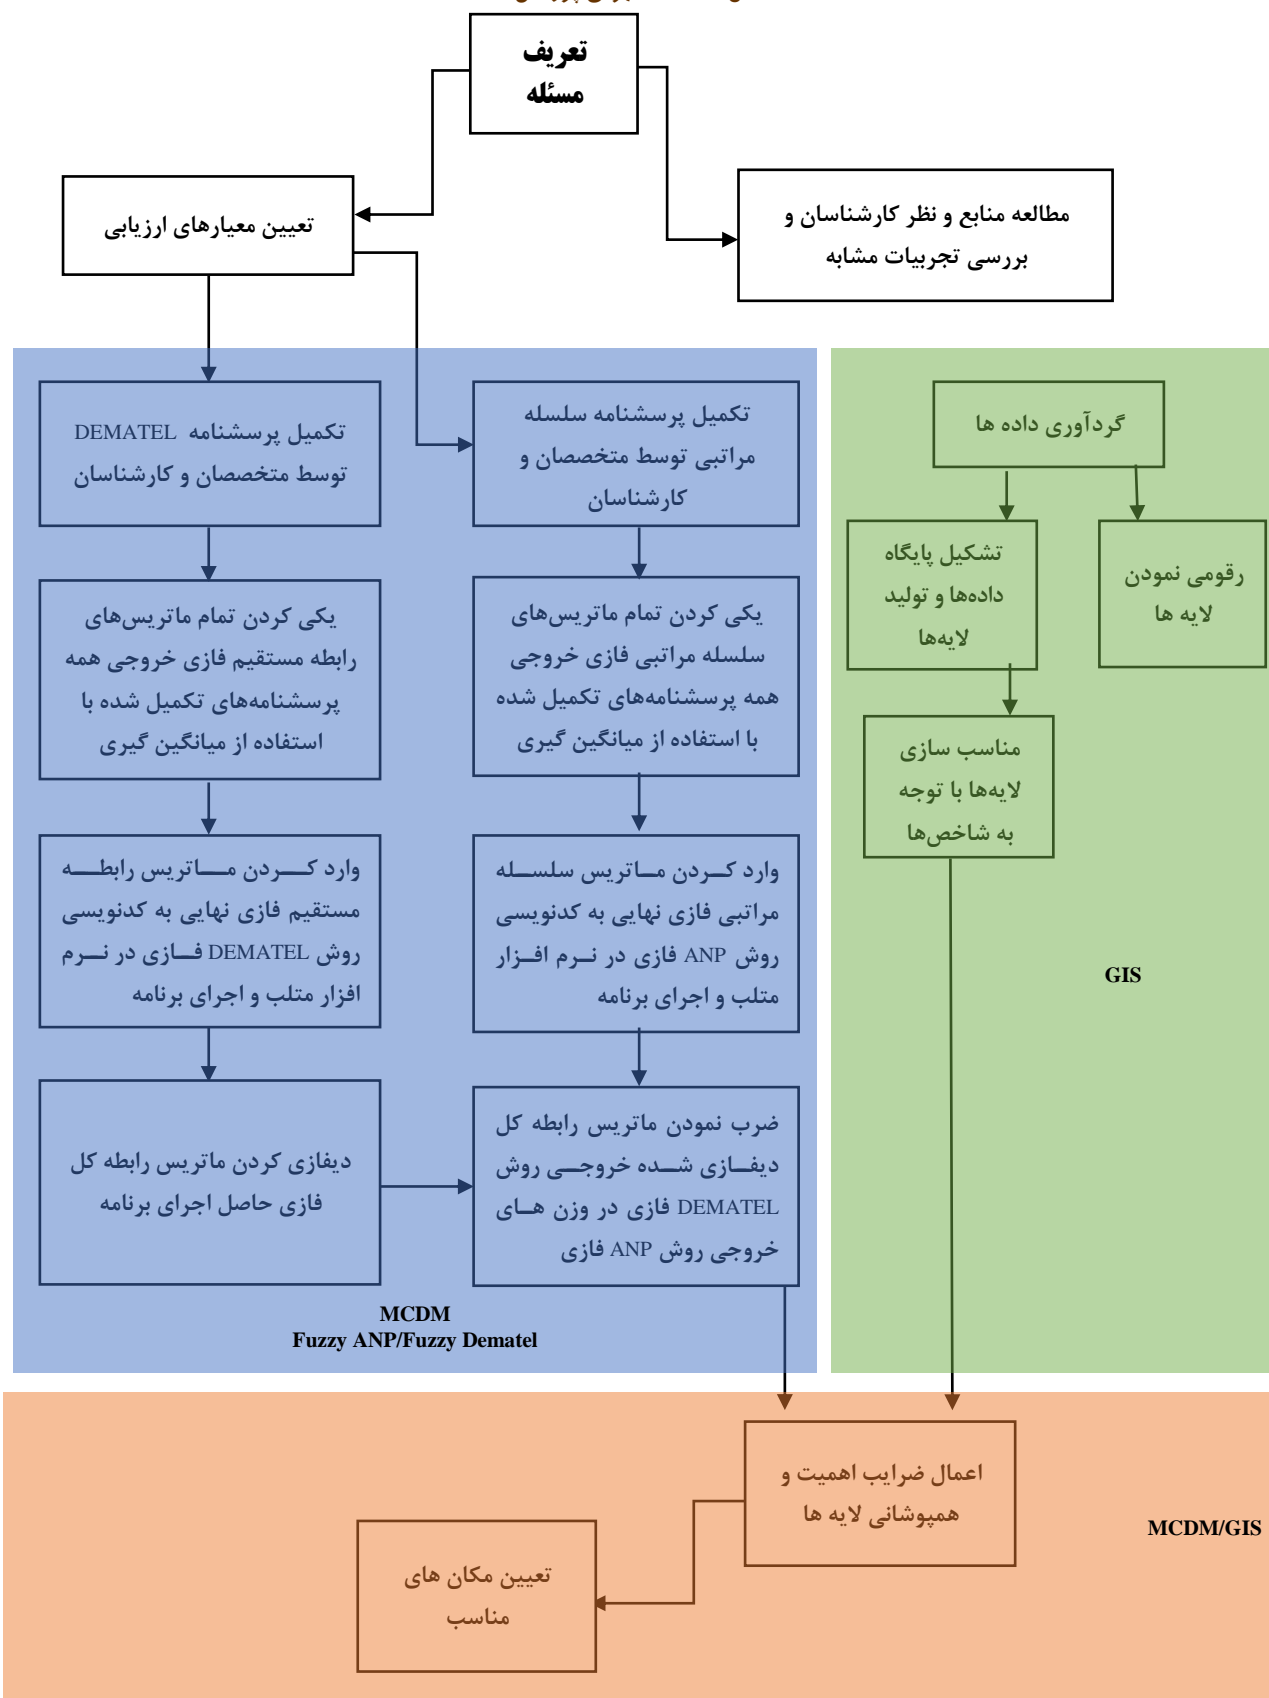 تعریف
مسئله
مطالعه منابع و نظر کارشناسان و
بررسی تجربیات مشابه
تعیین معیارهای ارزیابی
گردآوری داده ها
رقومی نمودن
لایه ها
تشکیل پایگاه
داده‌ها و تولید
لایه‌ها
مناسب سازی
لایه‌ها با توجه
به شاخص‌ها
GIS
تکمیل پرسشنامه سلسله
مراتبی توسط متخصصان و
کارشناسان
یکی کردن تمام ماتریس‌های
سلسله مراتبی فازی خروجی
همه پرسشنامه‌های تکمیل شده
با استفاده از میانگین گیری
وارد کردن ماتریس سلسله
مراتبی فازی نهایی به کدنویسی
روش ANP فازی در نرم افزار
متلب و اجرای برنامه
ضرب نمودن ماتریس رابطه کل
دیفازی شده خروجی روش
DEMATEL فازی در وزن های
خروجی روش ANP فازی
تکمیل پرسشنامه DEMATEL
توسط متخصصان و کارشناسان
یکی کردن تمام ماتریس‌های
رابطه مستقیم فازی خروجی همه
پرسشنامه‌های تکمیل شده با
استفاده از میانگین گیری
وارد کردن ماتریس رابطه
مستقیم فازی نهایی به کدنویسی
روش DEMATEL فازی در نرم
افزار متلب و اجرای برنامه
دیفازی کردن ماتریس رابطه کل
فازی حاصل اجرای برنامه
MCDM
Fuzzy ANP/Fuzzy Dematel
اعمال ضرایب اهمیت و
همپوشانی لایه ها
MCDM/GIS
تعیین مکان های
مناسب